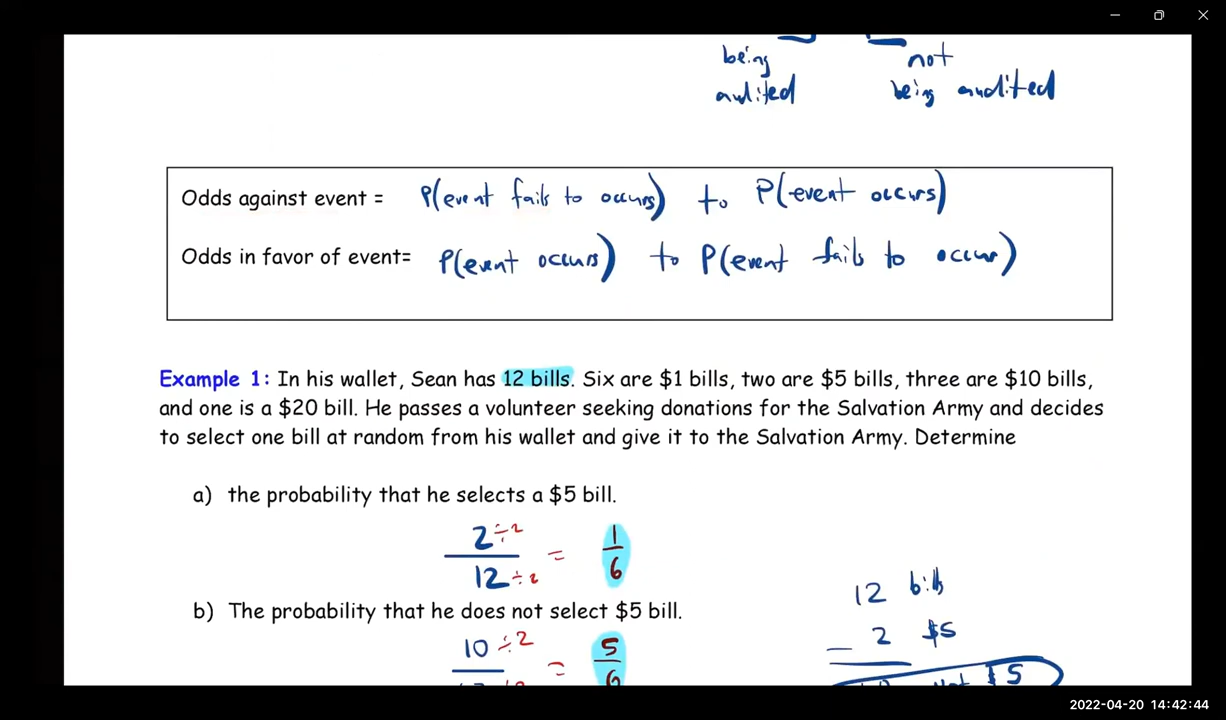 being not
audited being audited
Odds against event = P(event fails to occurs) to P(event occurs)
Odds in favor of event= P(event occurs) to P(event fails to occur)
Example 1: In his wallet, Sean has 12 bills. Six are $1 bills, two are $5 bills, three are $10 bills,
and one is a $20 bill. He passes a volunteer seeking donations for the Salvation Army and decides
to select one bill at random from his wallet and give it to the Salvation Army. Determine
a) the probability that he selects a $5 bill.
2 ÷2
12 ÷2
= 1/6
12 bills
b) The probability that he does not select $5 bill.
- 2 $5
10 ÷2
= 5/6
not $5
2022-04-20 14:42:44